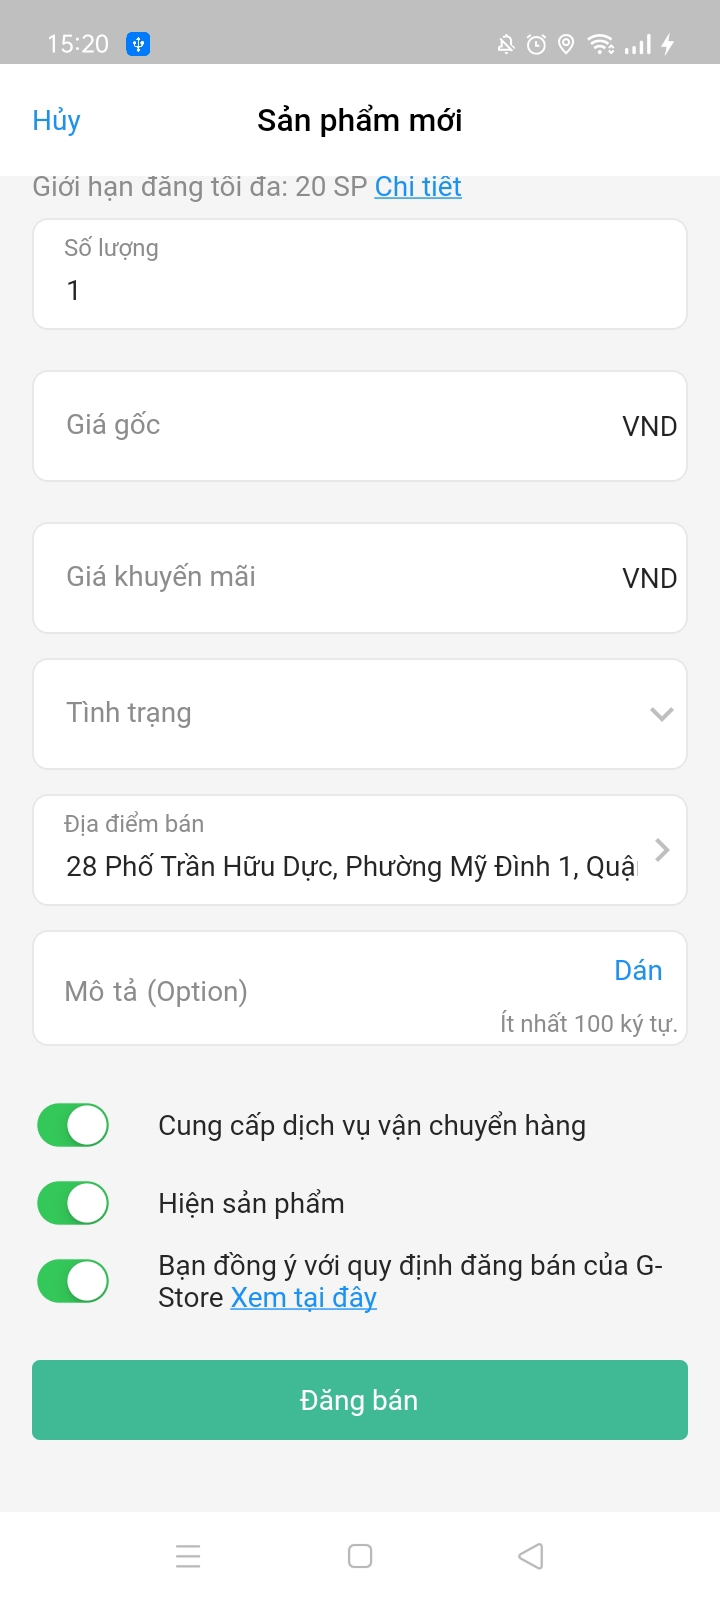 15:20
Hủy
Sản phẩm mới
Giới hạn đăng tối đa: 20 SP Chi tiết
Số lượng
1
Giá gốc
VND
Giá khuyến mãi
VND
Tình trạng
Địa điểm bán
28 Phố Trần Hữu Dực, Phường Mỹ Đình 1, Quậ
Dán
Mô tả (Option)
Ít nhất 100 ký tự.
Cung cấp dịch vụ vận chuyển hàng
Hiện sản phẩm
Bạn đồng ý với quy định đăng bán của G-
Store Xem tại đây
Đăng bán